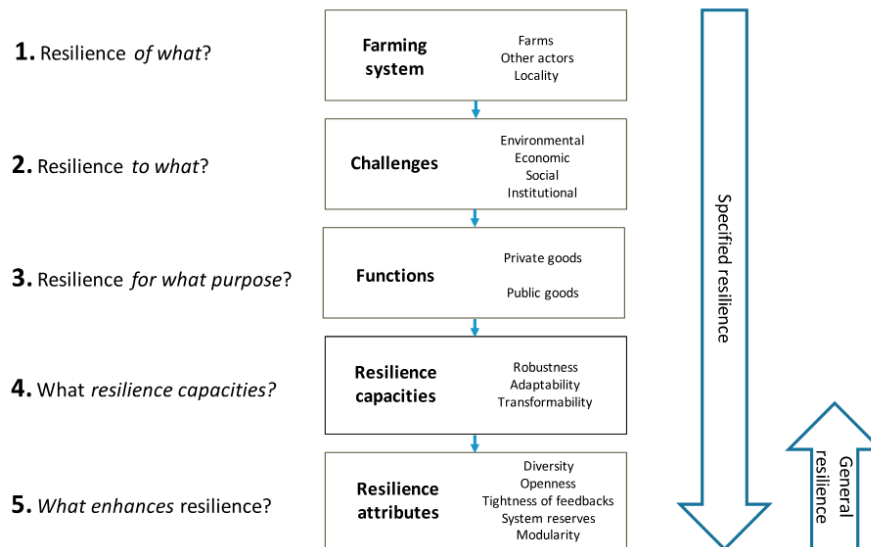 1. Resilience of what?
Farming
system
Farms
Other actors
Locality
2. Resilience to what?
Challenges
Environmental
Economic
Social
Institutional
3. Resilience for what purpose?
Functions
Private goods
Public goods
4. What resilience capacities?
Resilience
capacities
Robustness
Adaptability
Transformability
5. What enhances resilience?
Resilience
attributes
Diversity
Openness
Tightness of feedbacks
System reserves
Modularity
Specified resilience
General
resilience